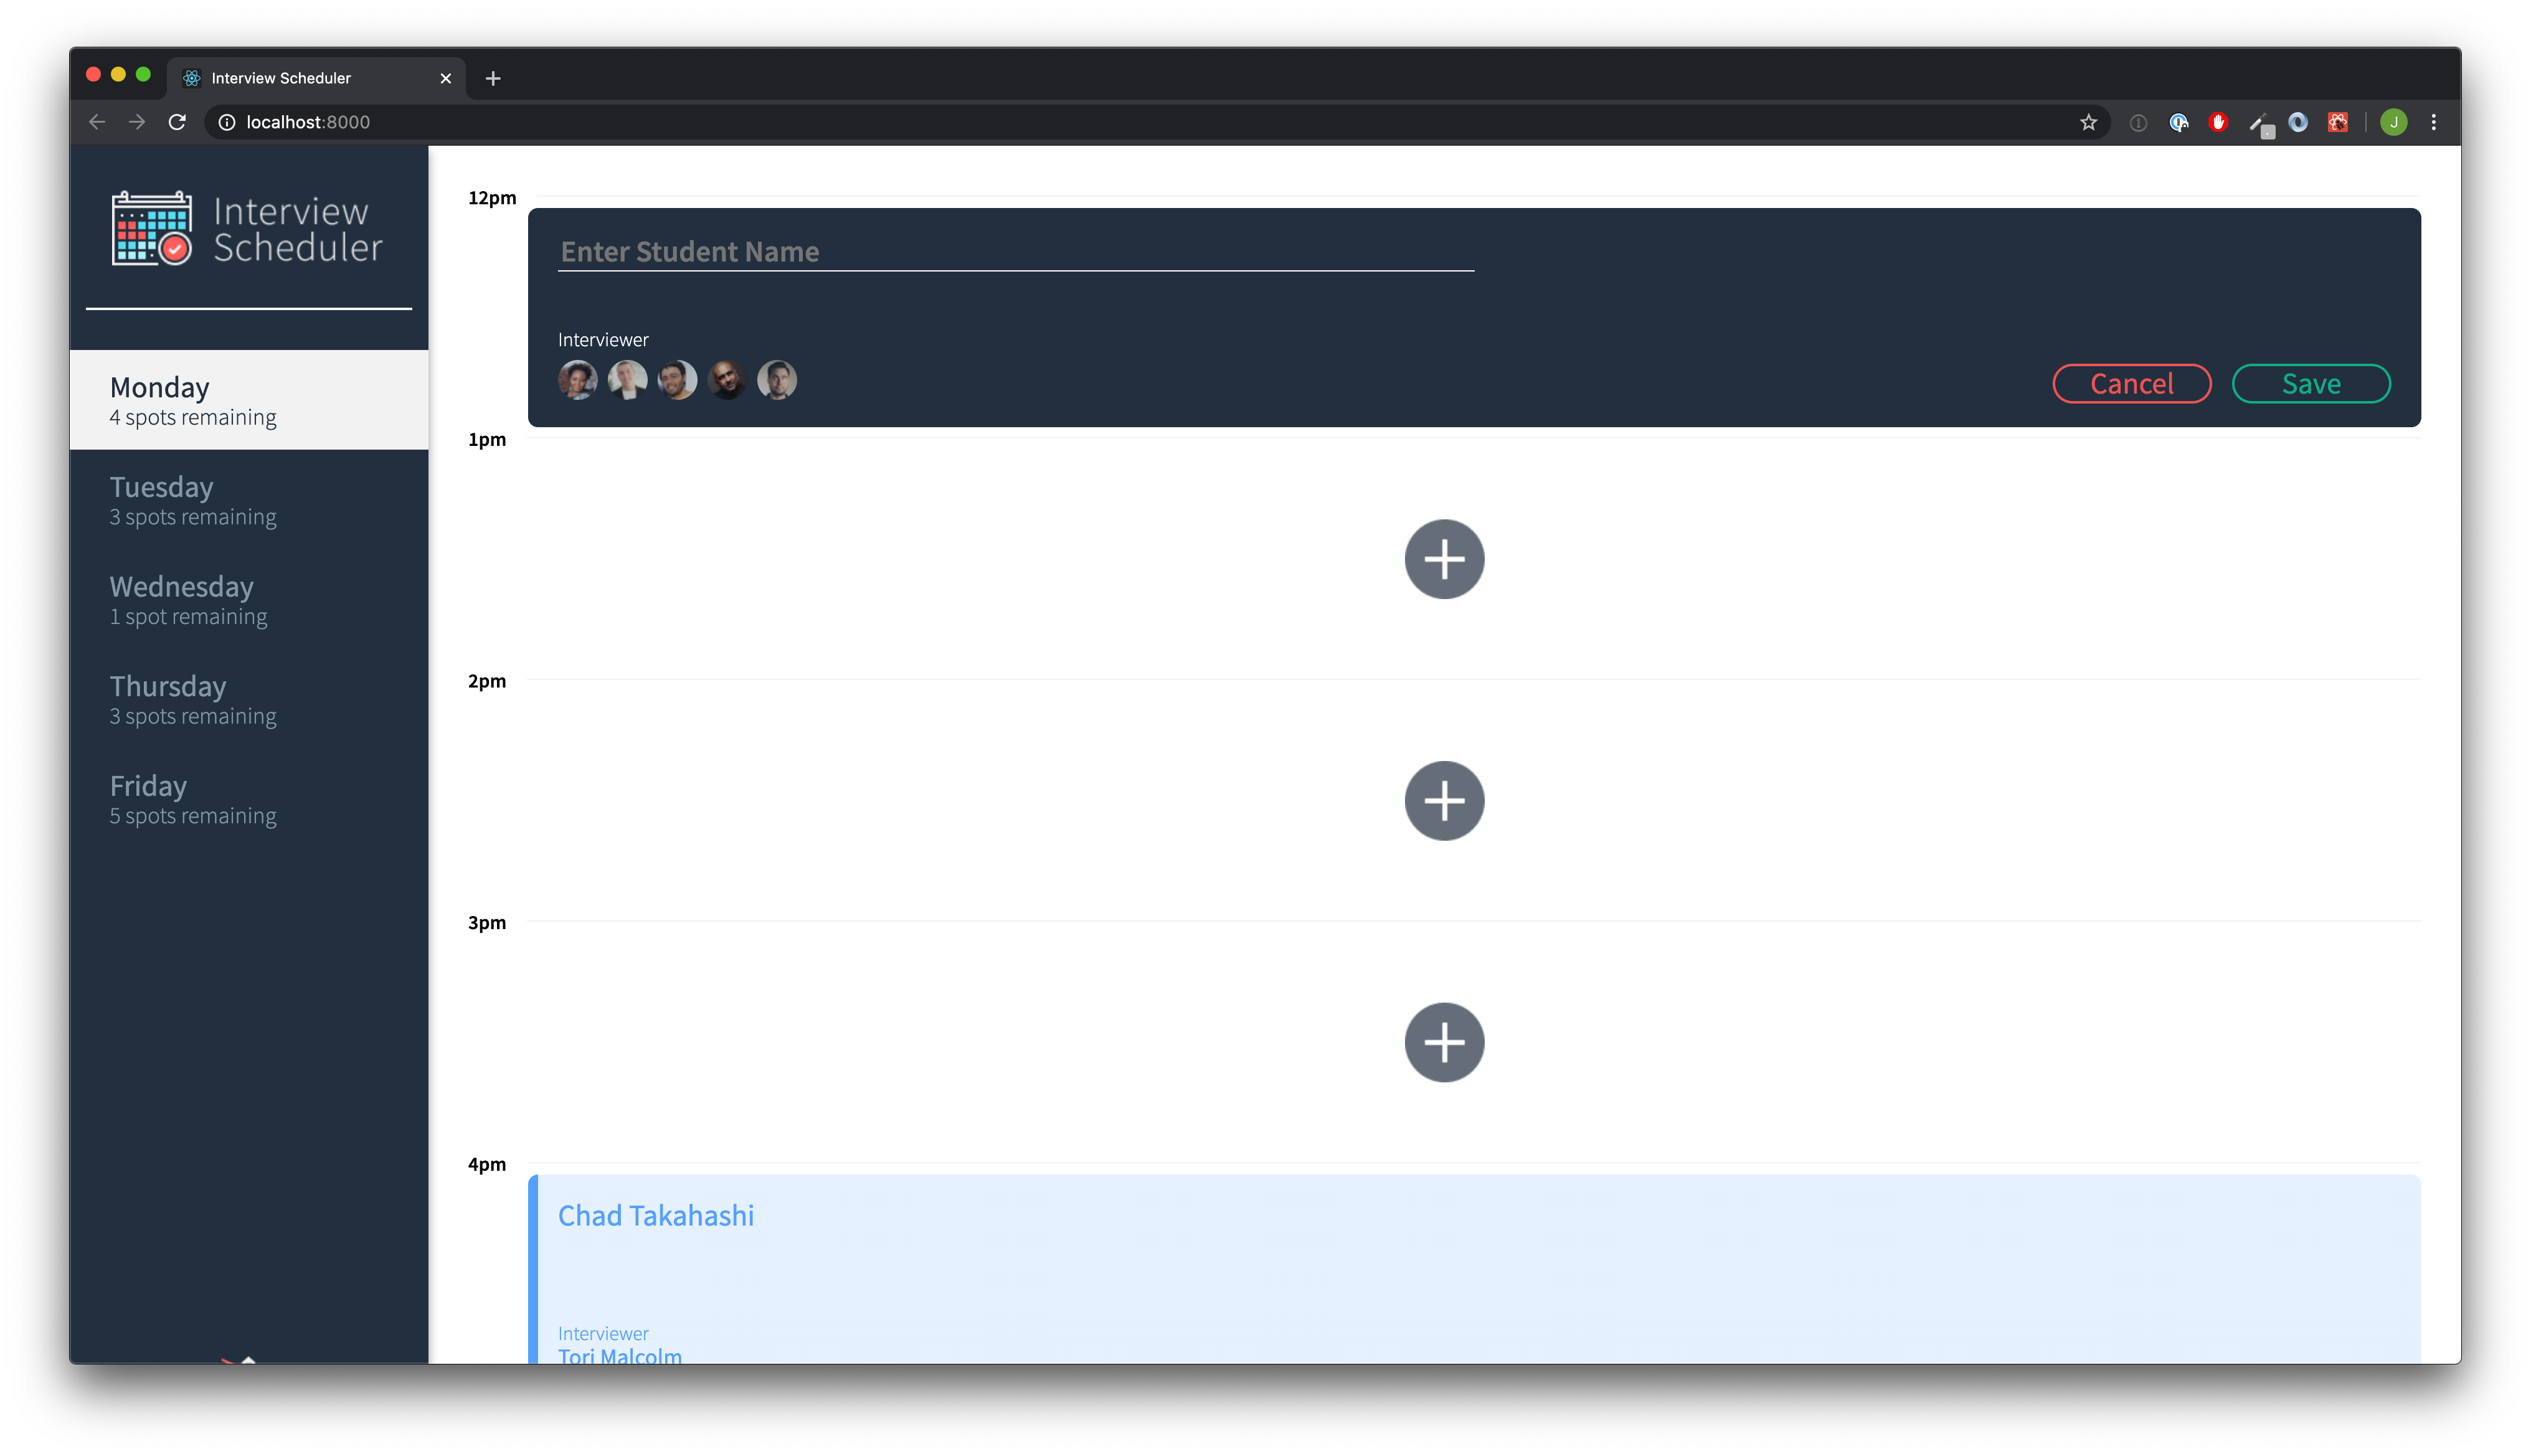 Interview Scheduler
localhost:8000
J
Interview
Scheduler
Monday
4 spots remaining
Tuesday
3 spots remaining
Wednesday
1 spot remaining
Thursday
3 spots remaining
Friday
5 spots remaining
12pm
Enter Student Name
Interviewer
Cancel
Save
1pm
2pm
3pm
4pm
Chad Takahashi
Interviewer
Tori Malcolm